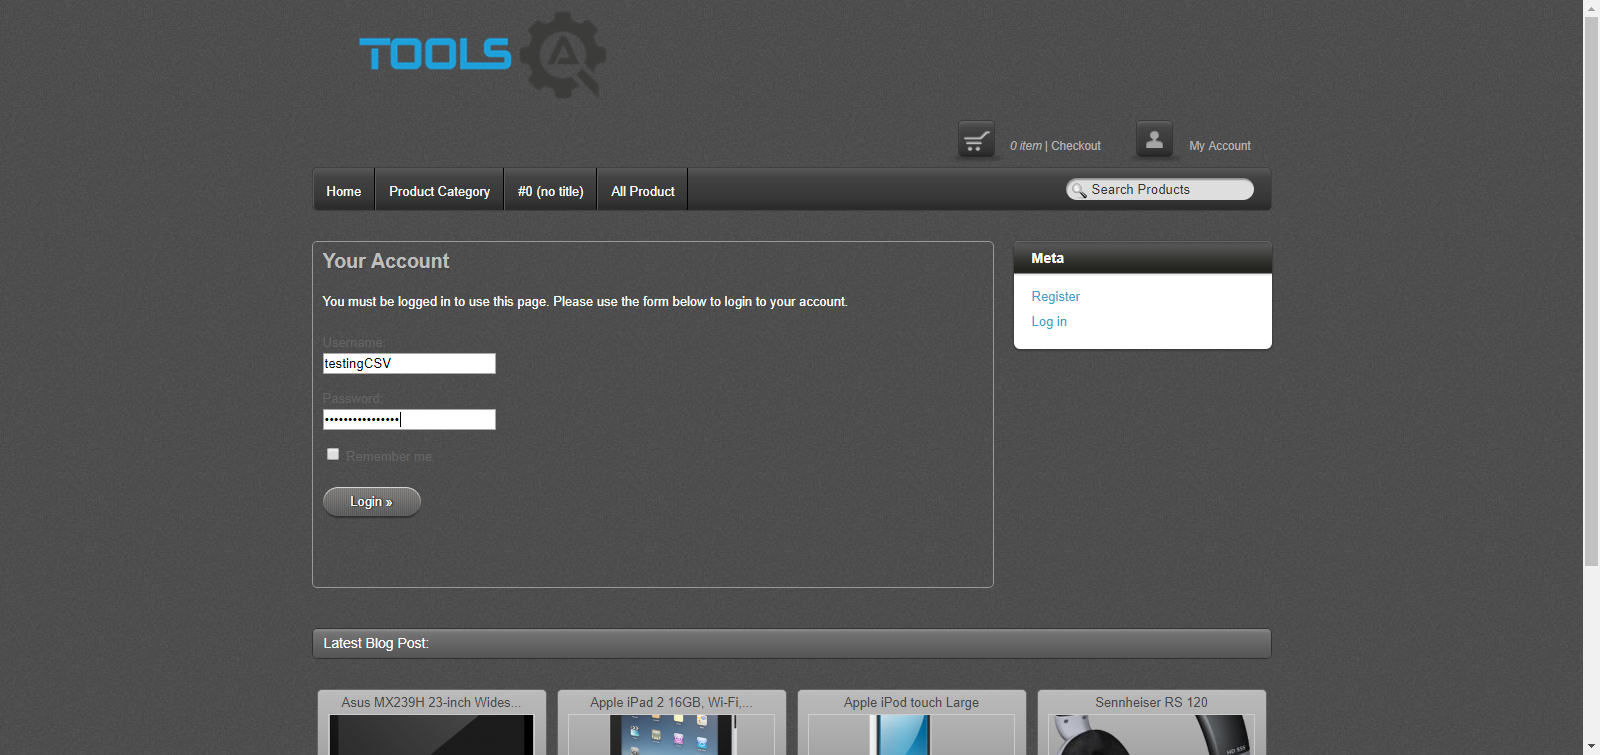 TOOLS
0 item | Checkout
My Account
Home
Product Category
#0 (no title)
All Product
Search Products
Your Account
You must be logged in to use this page. Please use the form below to login to your account.
Username:
testingCSV
Password:
••••••••••••••••
Remember me
Login »
Meta
Register
Log in
Latest Blog Post:
Asus MX239H 23-inch Wides...
Apple iPad 2 16GB, Wi-Fi,...
Apple iPod touch Large
Sennheiser RS 120
HD 555